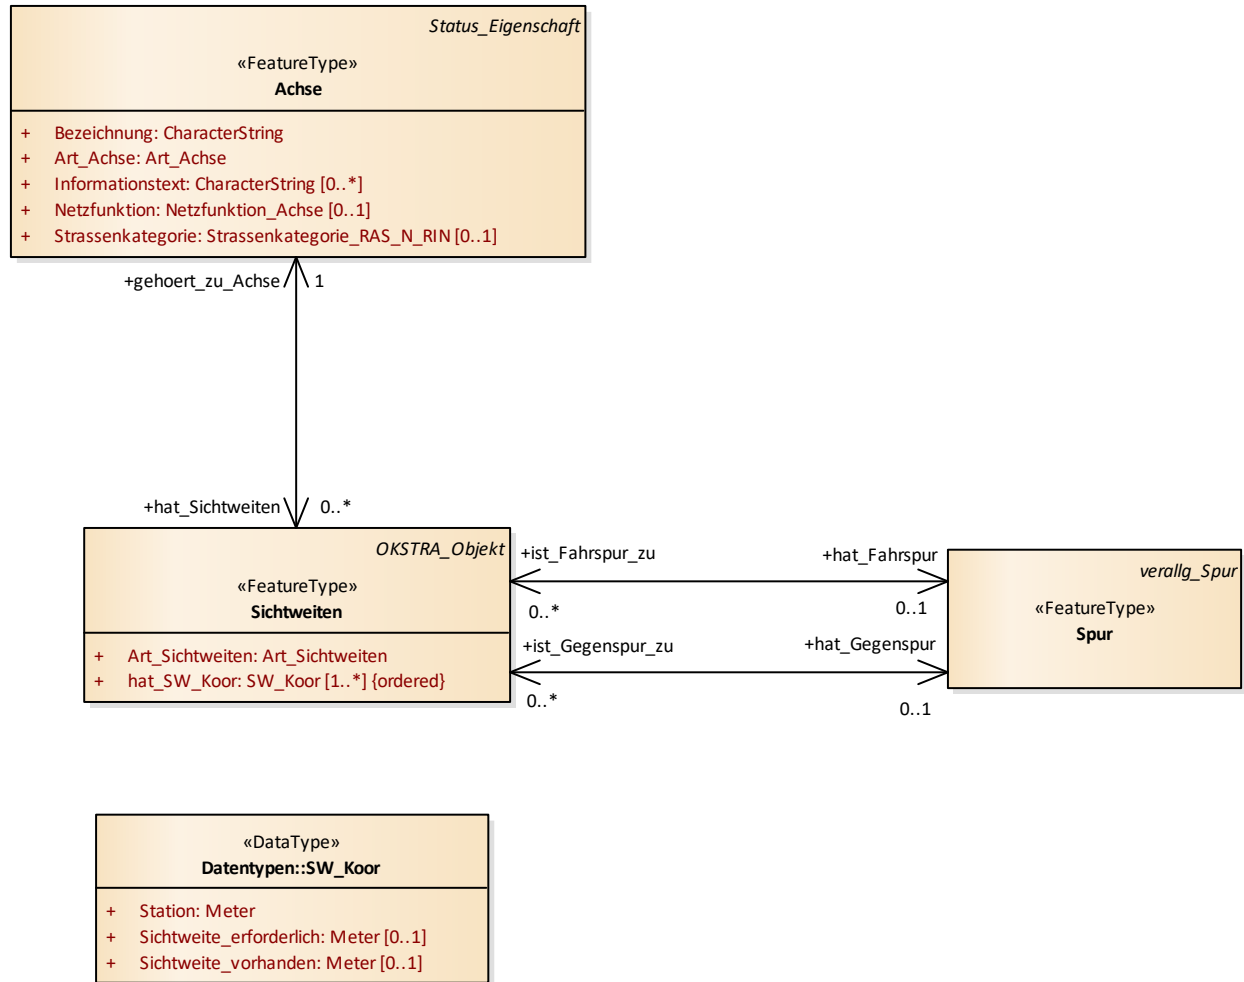 Status_Eigenschaft
«FeatureType»
Achse
+ Bezeichnung: CharacterString
+ Art_Achse: Art_Achse
+ Informationstext: CharacterString [0..*]
+ Netzfunktion: Netzfunktion_Achse [0..1]
+ Strassenkategorie: Strassenkategorie_RAS_N_RIN [0..1]
+gehoert_zu_Achse 1
+hat_Sichtweiten 0..*
OKSTRA_Objekt
«FeatureType»
Sichtweiten
+ Art_Sichtweiten: Art_Sichtweiten
+ hat_SW_Koor: SW_Koor [1..*] {ordered}
+ist_Fahrspur_zu +hat_Fahrspur
0..* 0..1
+ist_Gegenspur_zu +hat_Gegenspur
0..* 0..1
verallg_Spur
«FeatureType»
Spur
«DataType»
Datentypen::SW_Koor
+ Station: Meter
+ Sichtweite_erforderlich: Meter [0..1]
+ Sichtweite_vorhanden: Meter [0..1]